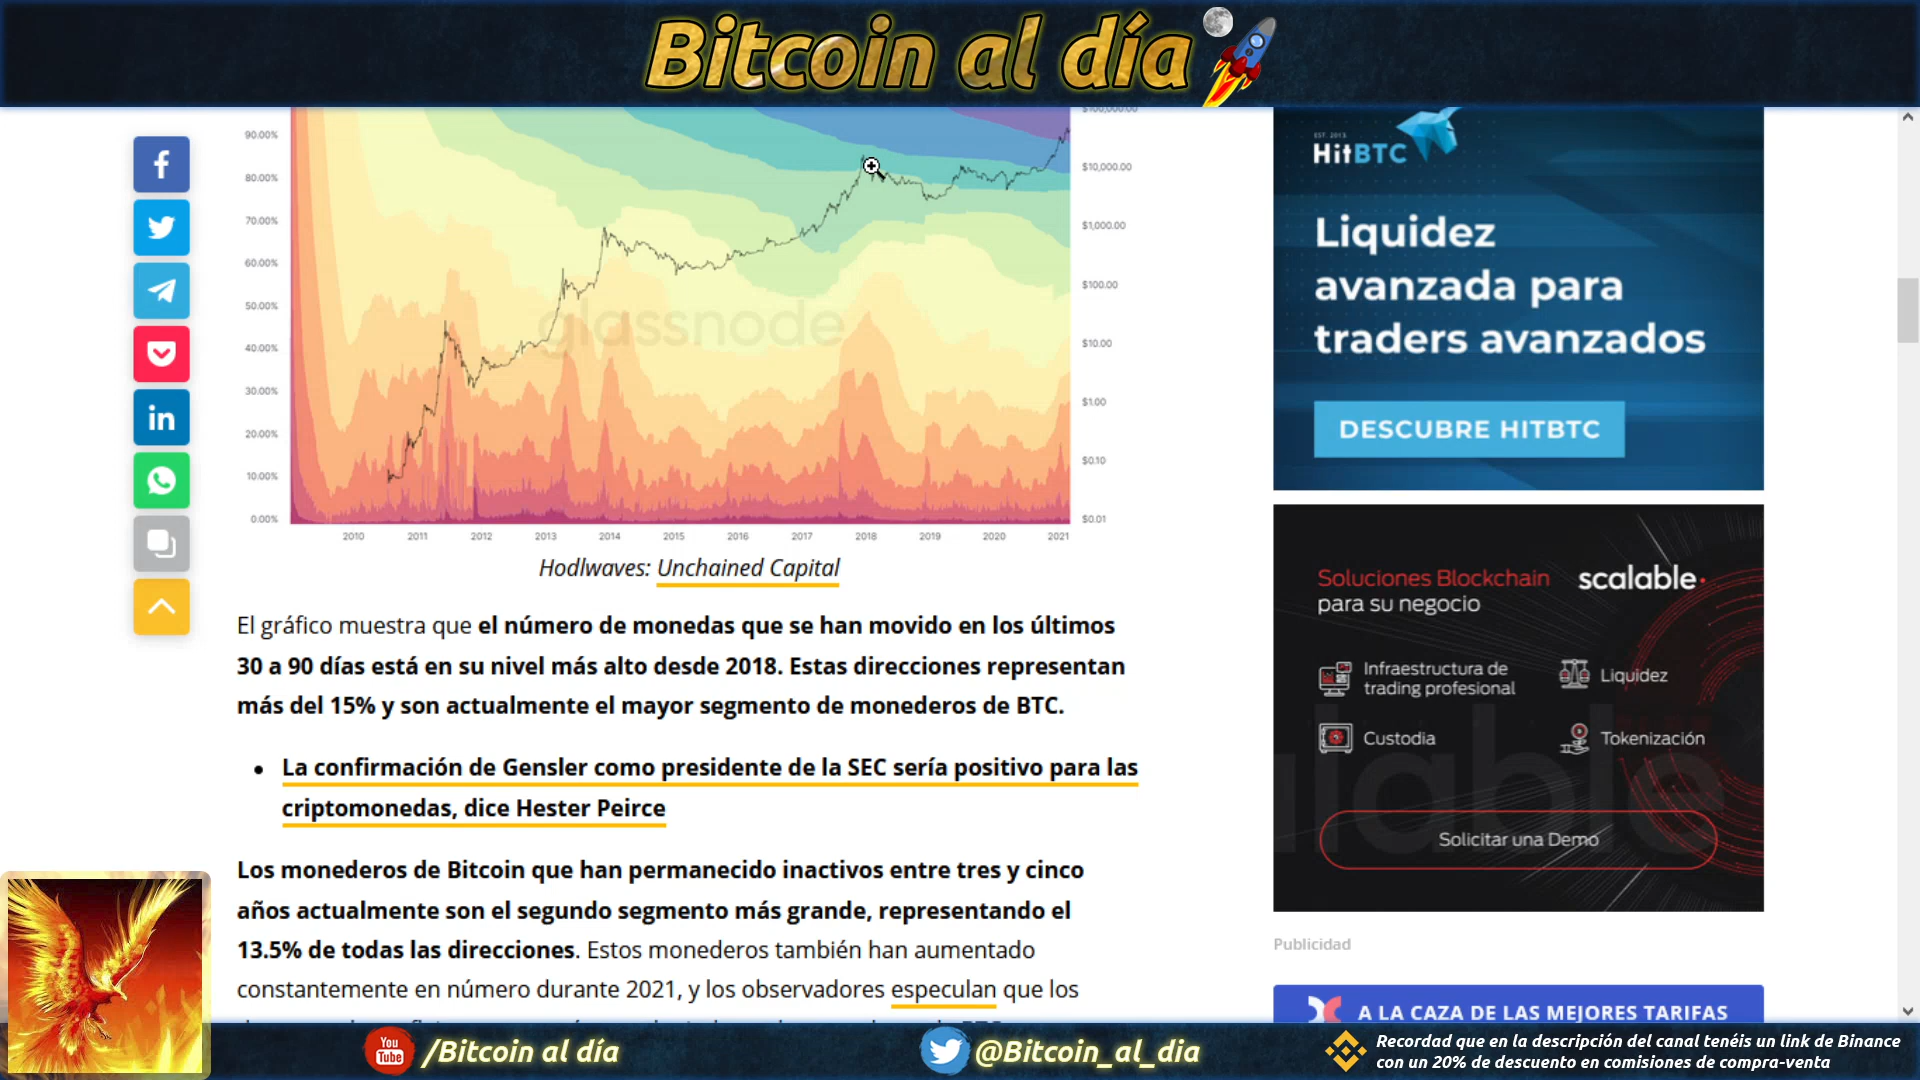 Bitcoin al día
90.00%
80.00%
70.00%
60.00%
50.00%
40.00%
30.00%
20.00%
10.00%
0.00%
$100,000.00
$10,000.00
$1,000.00
$100.00
$10.00
$1.00
$0.10
$0.01
glassnode
2010 2011 2012 2013 2014 2015 2016 2017 2018 2019 2020 2021
Hodlwaves: Unchained Capital
El gráfico muestra que el número de monedas que se han movido en los últimos
30 a 90 días está en su nivel más alto desde 2018. Estas direcciones representan
más del 15% y son actualmente el mayor segmento de monederos de BTC.
• La confirmación de Gensler como presidente de la SEC sería positivo para las
criptomonedas, dice Hester Peirce
Los monederos de Bitcoin que han permanecido inactivos entre tres y cinco
años actualmente son el segundo segmento más grande, representando el
13.5% de todas las direcciones. Estos monederos también han aumentado
constantemente en número durante 2021, y los observadores especulan que los
f
in
EST. 2013
HitBTC
Liquidez
avanzada para
traders avanzados
DESCUBRE HITBTC
Soluciones Blockchain
para su negocio
scalable
Infraestructura de
trading profesional
Liquidez
Custodia
Tokenización
Solicitar una Demo
Publicidad
A LA CAZA DE LAS MEJORES TARIFAS
You
Tube
/Bitcoin al día
@Bitcoin_al_dia
Recordad que en la descripción del canal tenéis un link de Binance
con un 20% de descuento en comisiones de compra-venta